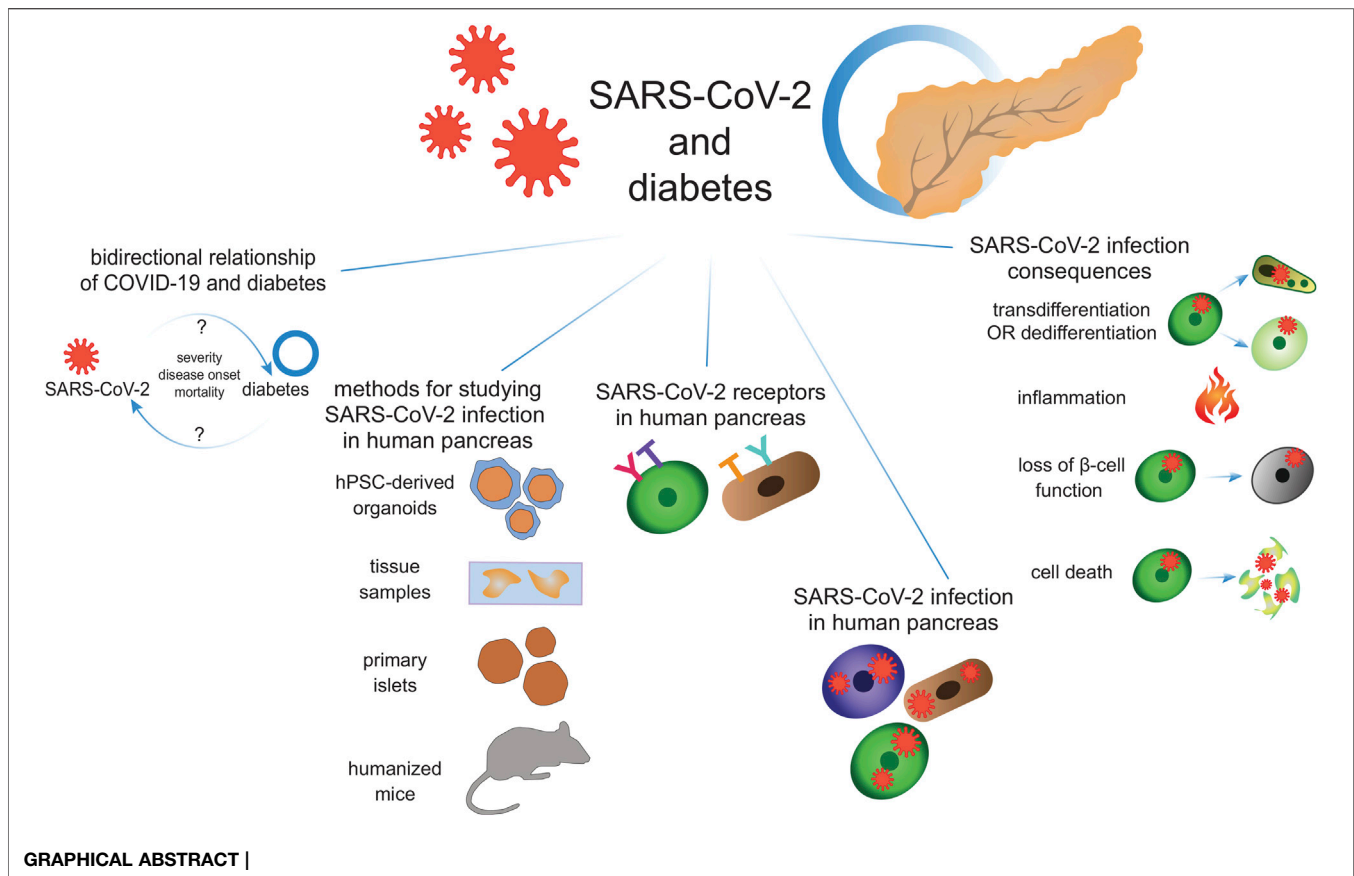 SARS-CoV-2
and
diabetes
bidirectional relationship
of COVID-19 and diabetes
?
severity
disease onset
mortality
SARS-CoV-2
diabetes
?
methods for studying
SARS-CoV-2 infection
in human pancreas
hPSC-derived
organoids
tissue
samples
primary
islets
humanized
mice
SARS-CoV-2 receptors
in human pancreas
SARS-CoV-2 infection
in human pancreas
SARS-CoV-2 infection
consequences
transdifferentiation
OR dedifferentiation
inflammation
loss of β-cell
function
cell death
GRAPHICAL ABSTRACT |